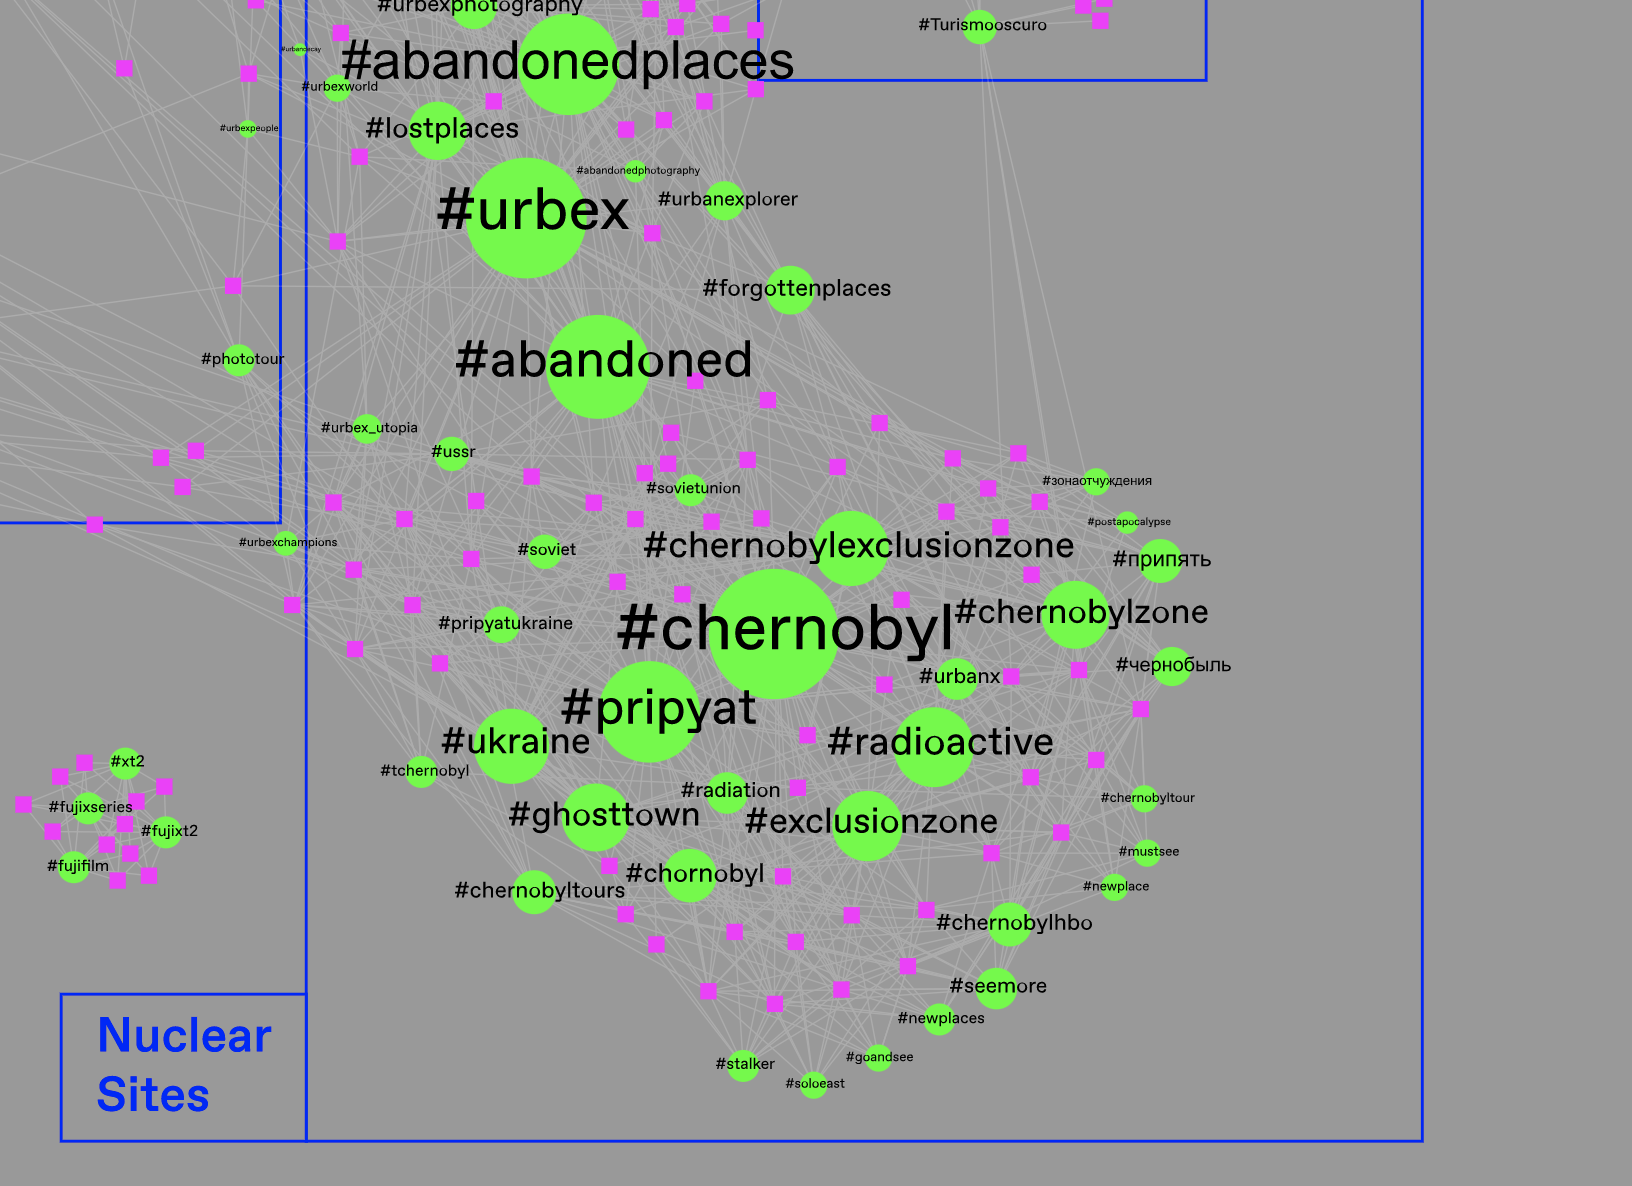 #urbexphotography
#Turismooscuro
#urbandecay
#abandonedplaces
#urbexworld
#urbexpeople
#lostplaces
#abandonedphotography
#urbex
#urbanexplorer
#forgottenplaces
#phototour
#abandoned
#urbex_utopia
#ussr
#sovietunion
#зонаотчуждения
#postapocalypse
#urbexchampions
#soviet
#chernobylexclusionzone
#припять
#pripyatukraine
#chernobyl
#chernobylzone
#чернобыль
#urbanx
#pripyat
#ukraine
#radioactive
#xt2
#tchernobyl
#radiation
#chernobyltour
#fujixseries
#ghosttown
#exclusionzone
#fujixt2
#mustsee
#fujifilm
#chornobyl
#newplace
#chernobyltours
#chernobylhbo
#seemore
#newplaces
Nuclear
Sites
#goandsee
#stalker
#soloeast